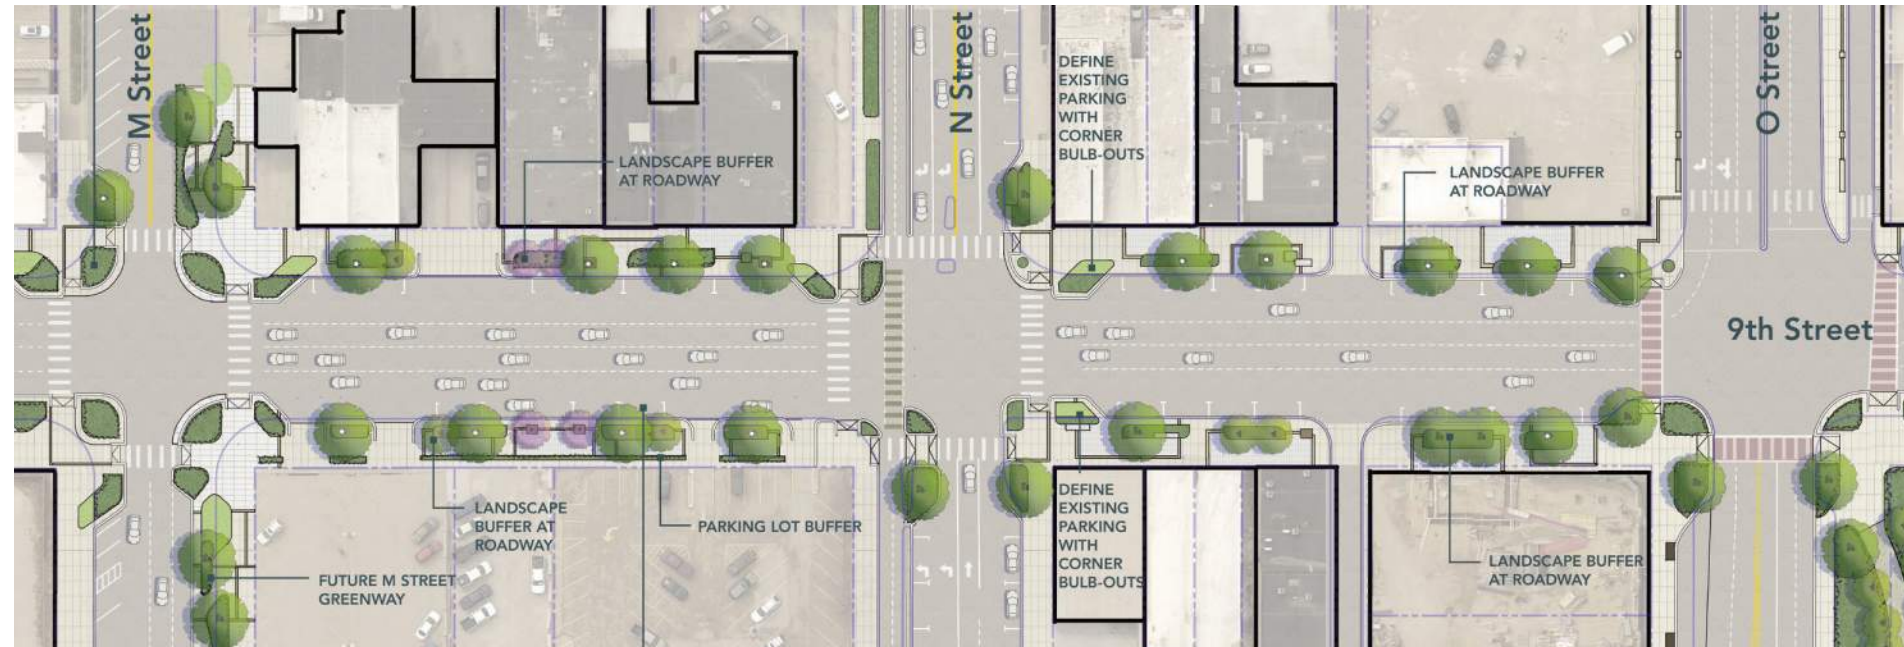 M Street
N Street
O Street
DEFINE
EXISTING
PARKING
WITH
CORNER
BULB-OUTS
LANDSCAPE BUFFER
AT ROADWAY
LANDSCAPE BUFFER
AT ROADWAY
9th Street
LANDSCAPE
BUFFER AT
ROADWAY
PARKING LOT BUFFER
DEFINE
EXISTING
PARKING
WITH
CORNER
BULB-OUTS
FUTURE M STREET
GREENWAY
LANDSCAPE BUFFER
AT ROADWAY